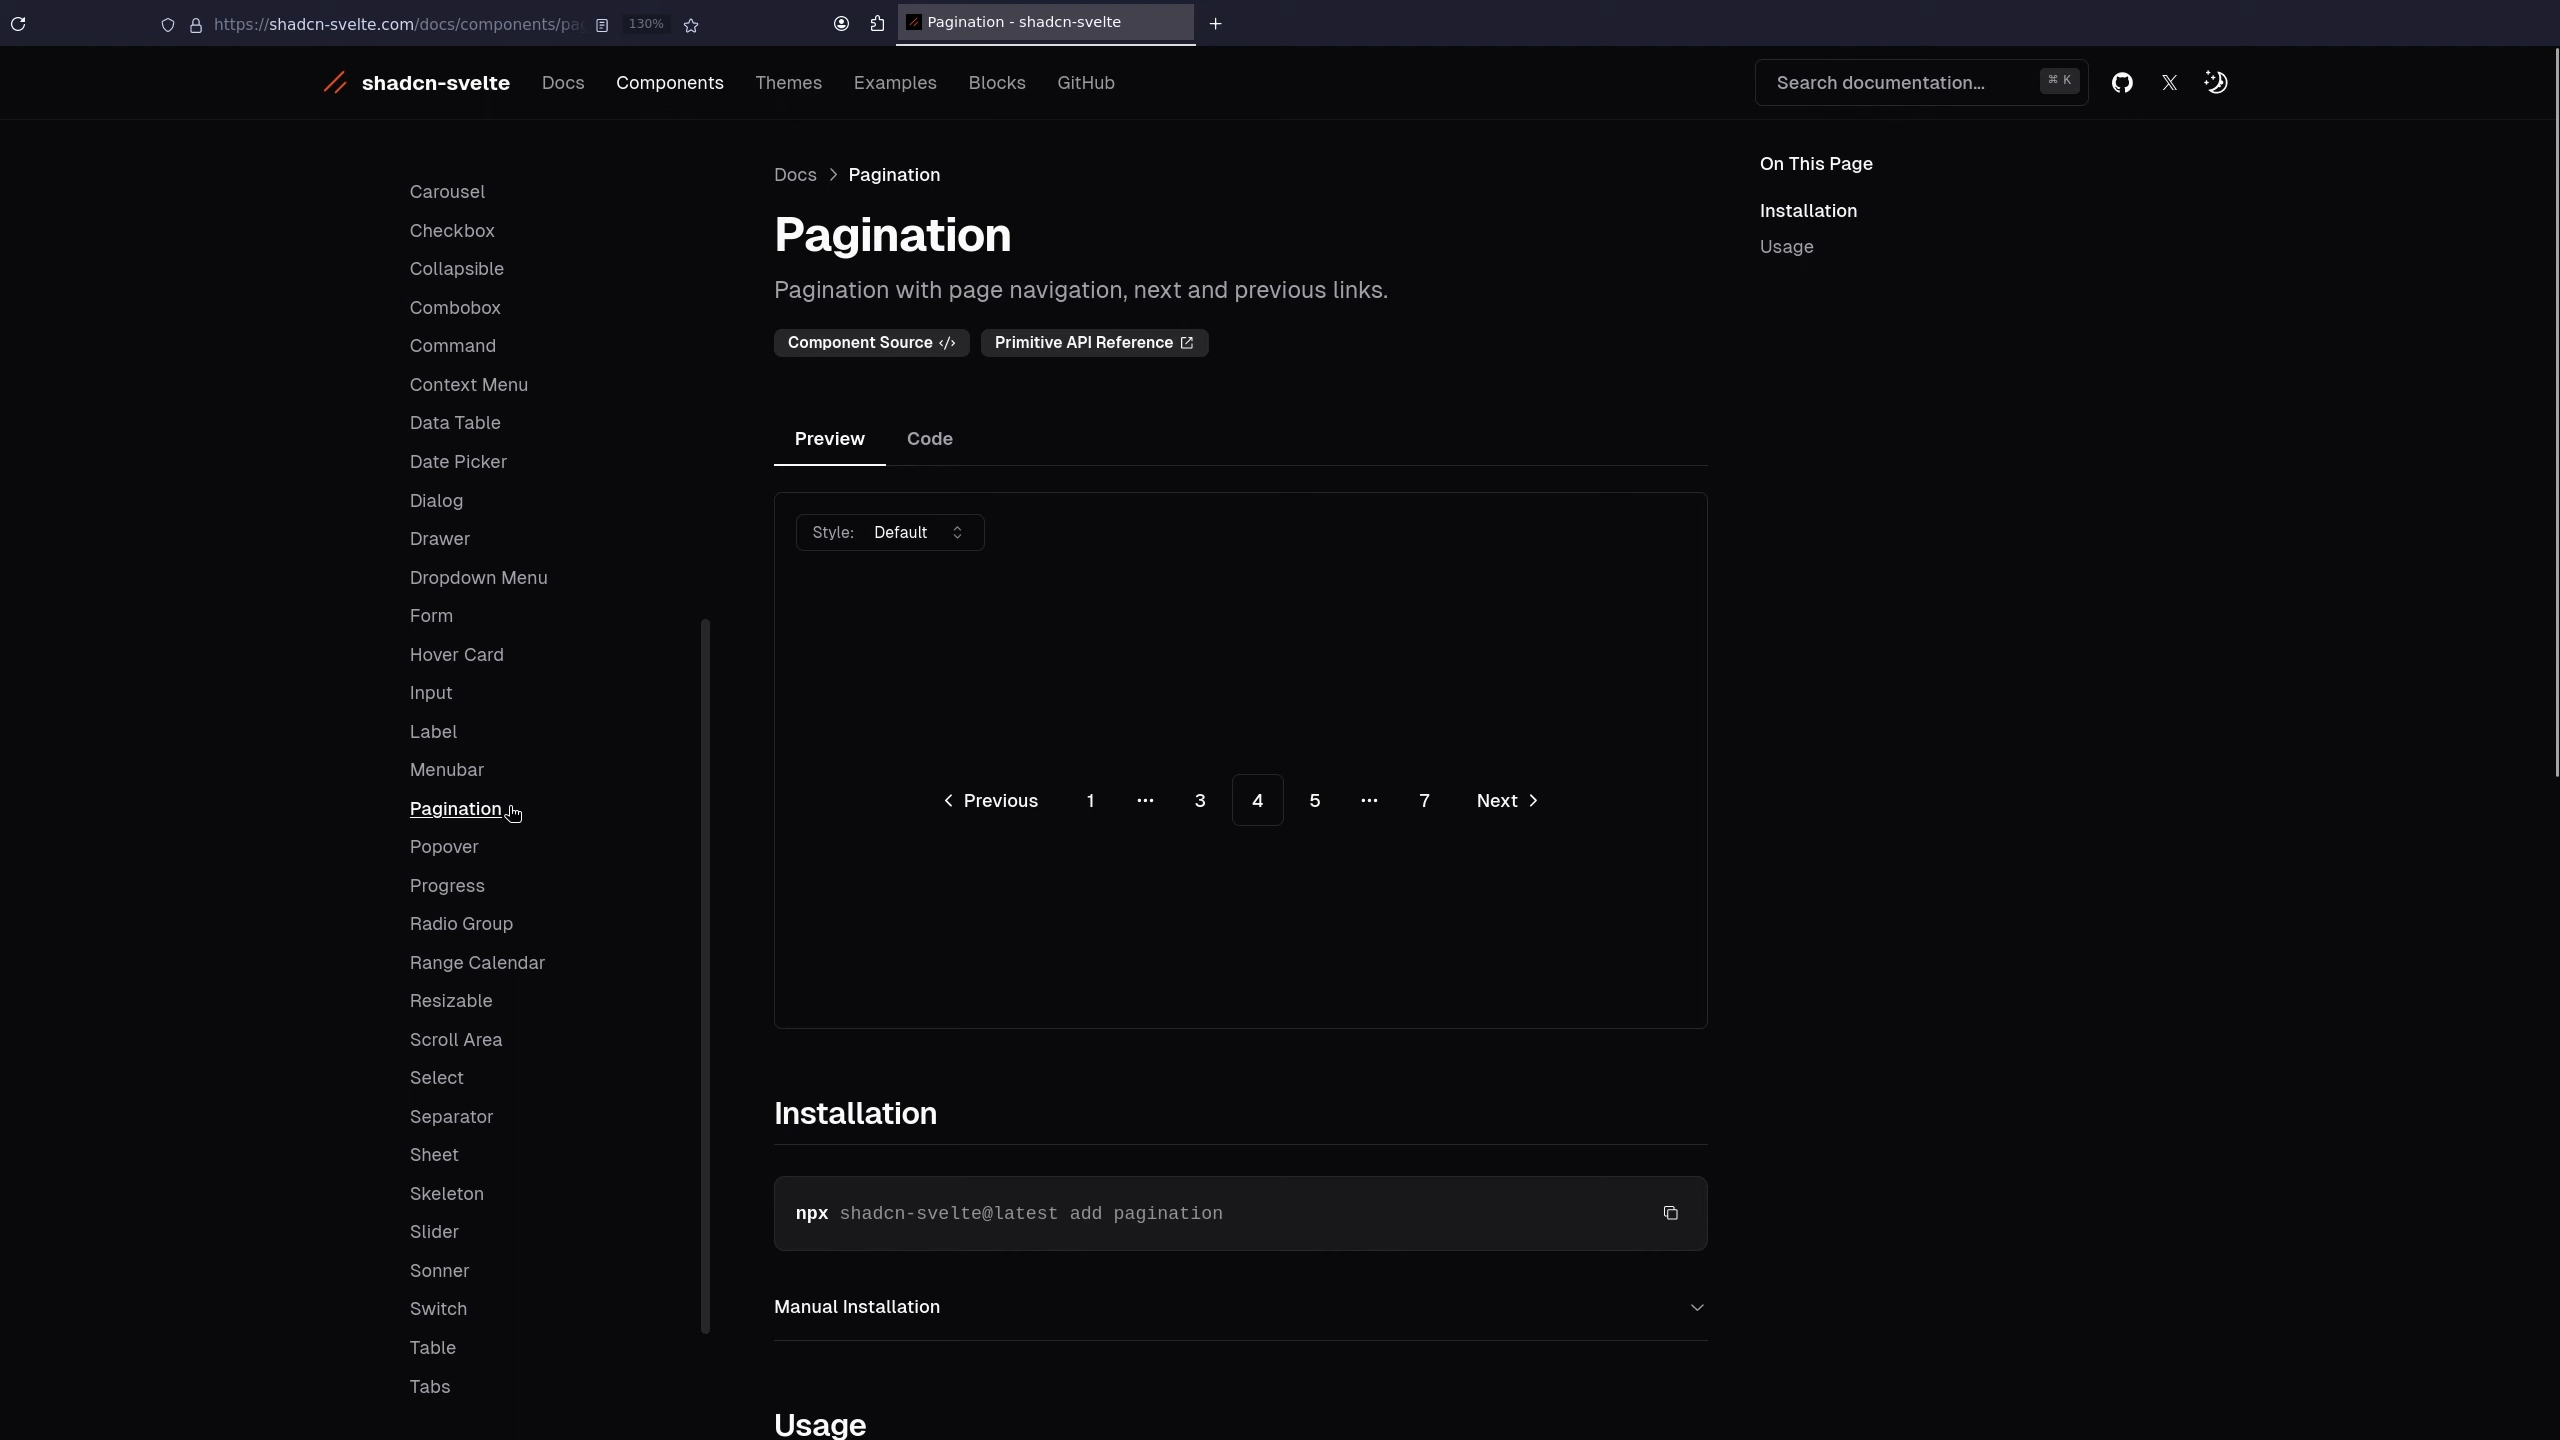 https://shadcn-svelte.com/docs/components/pa
130%
Pagination - shadcn-svelte
shadcn-svelte
Docs
Components
Themes
Examples
Blocks
GitHub
Search documentation...
⌘ K
Carousel
Checkbox
Collapsible
Combobox
Command
Context Menu
Data Table
Date Picker
Dialog
Drawer
Dropdown Menu
Form
Hover Card
Input
Label
Menubar
Pagination
Popover
Progress
Radio Group
Range Calendar
Resizable
Scroll Area
Select
Separator
Sheet
Skeleton
Slider
Sonner
Switch
Table
Tabs
Docs > Pagination
Pagination
Pagination with page navigation, next and previous links.
Component Source </>
Primitive API Reference
Preview
Code
Style: Default
< Previous 1 ... 3 4 5 ... 7 Next >
Installation
npx shadcn-svelte@latest add pagination
Manual Installation
Usage
On This Page
Installation
Usage